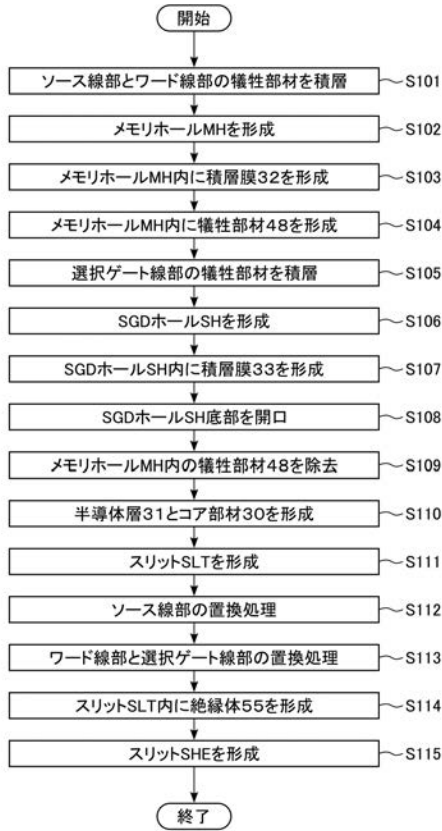 開始
ソース線部とワード線部の犠牲部材を積層 S101
メモリホールMHを形成 S102
メモリホールMH内に積層膜32を形成 S103
メモリホールMH内に犠牲部材48を形成 S104
選択ゲート線部の犠牲部材を積層 S105
SGDホールSHを形成 S106
SGDホールSH内に積層膜33を形成 S107
SGDホールSH底部を開口 S108
メモリホールMH内の犠牲部材48を除去 S109
半導体層31とコア部材30を形成 S110
スリットSLTを形成 S111
ソース線部の置換処理 S112
ワード線部と選択ゲート線部の置換処理 S113
スリットSLT内に絶縁体55を形成 S114
スリットSHEを形成 S115
終了